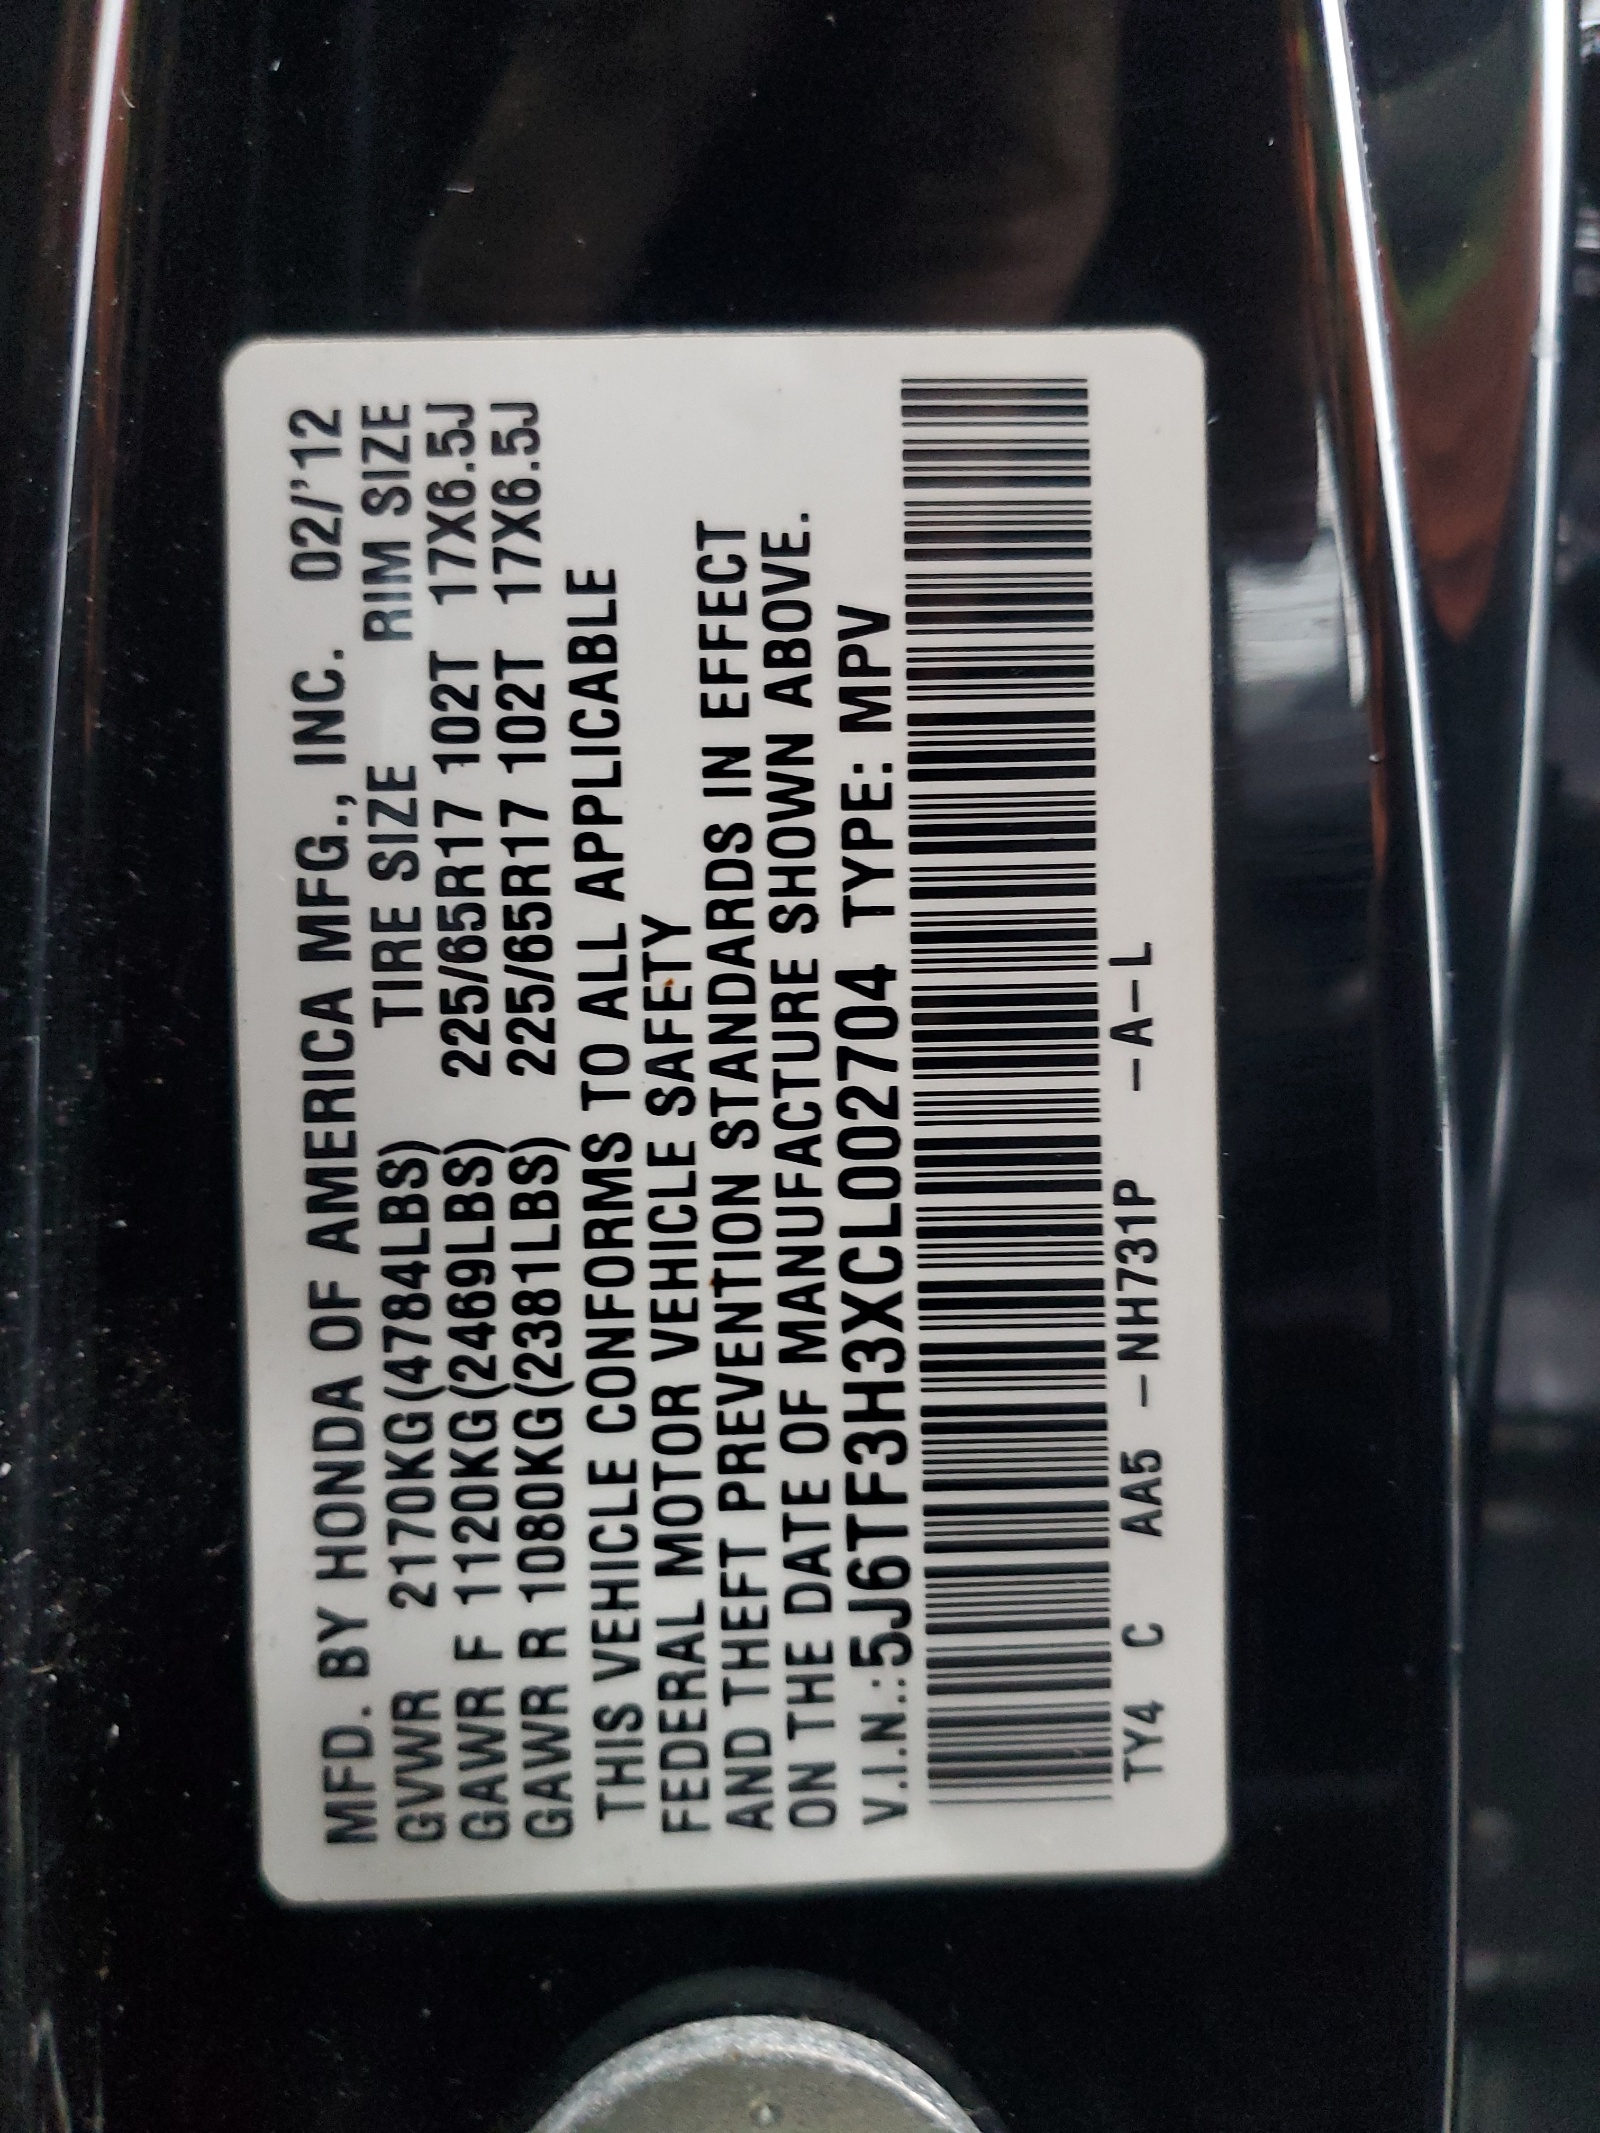 MFD. BY HONDA OF AMERICA MFG., INC. 02/'12
TIRE SIZE RIM SIZE
GVWR 2170KG(4784LBS)
GAWR F 1120KG(2469LBS) 225/65R17 102T 17X6.5J
GAWR R 1080KG(2381LBS) 225/65R17 102T 17X6.5J
THIS VEHICLE CONFORMS TO ALL APPLICABLE
FEDERAL MOTOR VEHICLE SAFETY
AND THEFT PREVENTION STANDARDS IN EFFECT
ON THE DATE OF MANUFACTURE SHOWN ABOVE.
V.I.N.:5J6TF3H3XCL002704 TYPE: MPV
TY4 C AA5 -NH731P -A-L